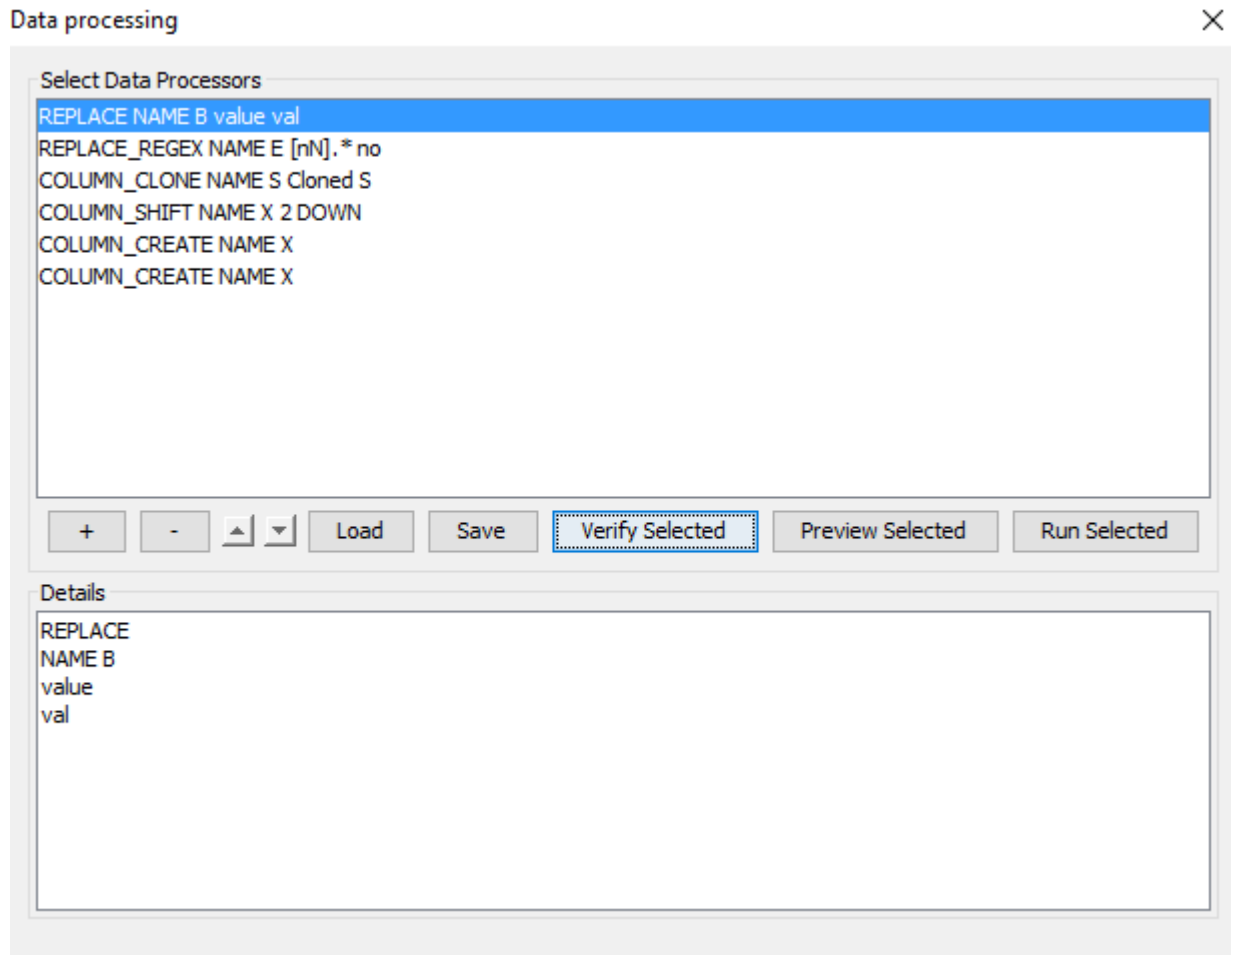 Data processing
Select Data Processors
REPLACE NAME B value val
REPLACE_REGEX NAME E [nN].* no
COLUMN_CLONE NAME S Cloned S
COLUMN_SHIFT NAME X 2 DOWN
COLUMN_CREATE NAME X
COLUMN_CREATE NAME X
+ - Load Save Verify Selected Preview Selected Run Selected
Details
REPLACE
NAME B
value
val